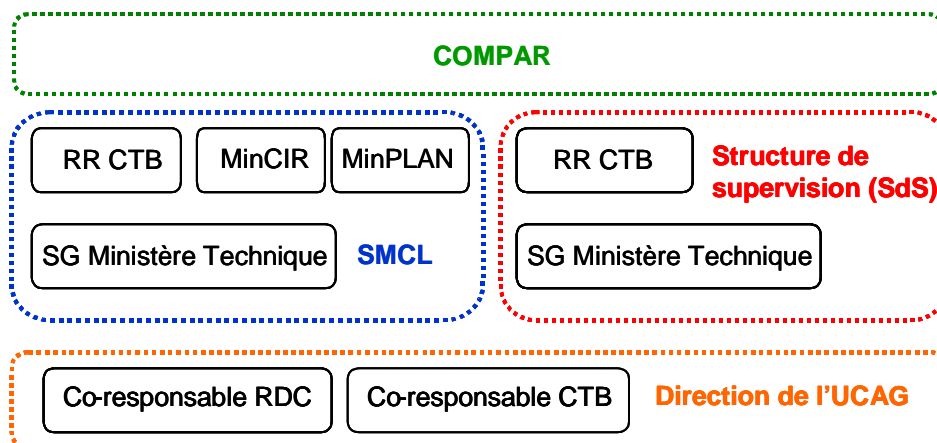 COMPAR
RR CTB
MinCIR
MinPLAN
SG Ministère Technique
SMCL
RR CTB
Structure de
supervision (SdS)
SG Ministère Technique
Co-responsable RDC
Co-responsable CTB
Direction de l’UCAG